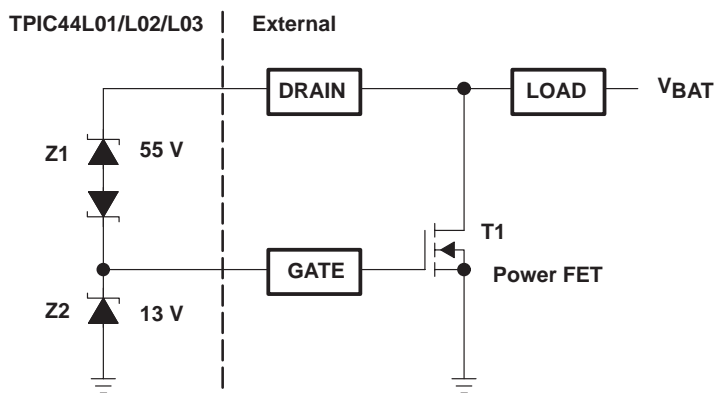 TPIC44L01/L02/L03
External
DRAIN
LOAD
VBAT
Z1
55 V
T1
GATE
Power FET
Z2
13 V